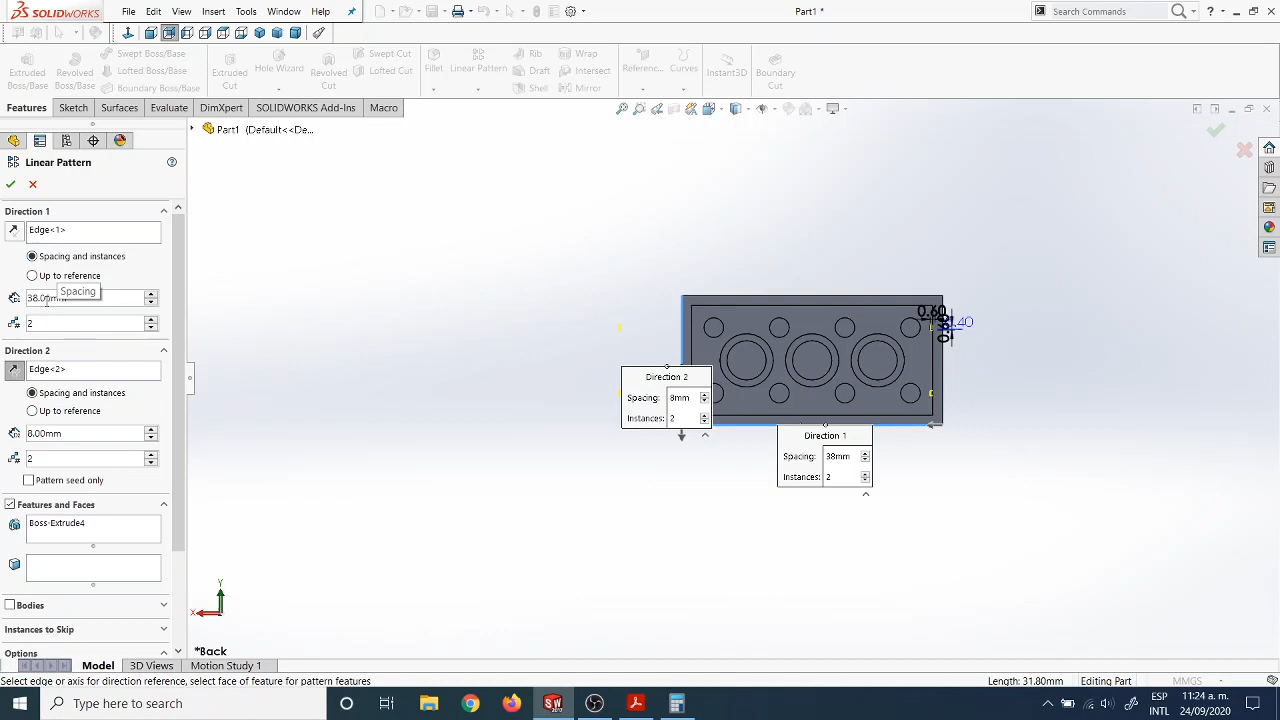 SOLIDWORKS File Edit View Insert Tools Window Help Part1 * Search Commands
Extruded Boss/Base
Revolved Boss/Base
Swept Boss/Base
Lofted Boss/Base
Boundary Boss/Base
Extruded Cut
Hole Wizard
Revolved Cut
Swept Cut
Lofted Cut
Fillet
Linear Pattern
Rib
Draft
Shell
Wrap
Intersect
Mirror
Referenc...
Curves
Instant3D
Boundary Cut
Features Sketch Surfaces Evaluate DimXpert SOLIDWORKS Add-Ins Macro
Part1 (Default<<De...
Linear Pattern
Direction 1
Edge<1>
Spacing and instances
Up to reference
Spacing
38.00mm
2
Direction 2
Edge<2>
Spacing and instances
Up to reference
8.00mm
2
Pattern seed only
Features and Faces
Boss-Extrude4
Bodies
Instances to Skip
Options
0.60
0.60
Direction 2
Spacing: 8mm
Instances: 2
Direction 1
Spacing: 38mm
Instances: 2
Y
X
*Back
Model 3D Views Motion Study 1
Select edge or axis for direction reference, select face of feature for pattern features Length: 31.80mm Editing Part MMGS
Type here to search
ESP
INTL
11:24 a. m.
24/09/2020